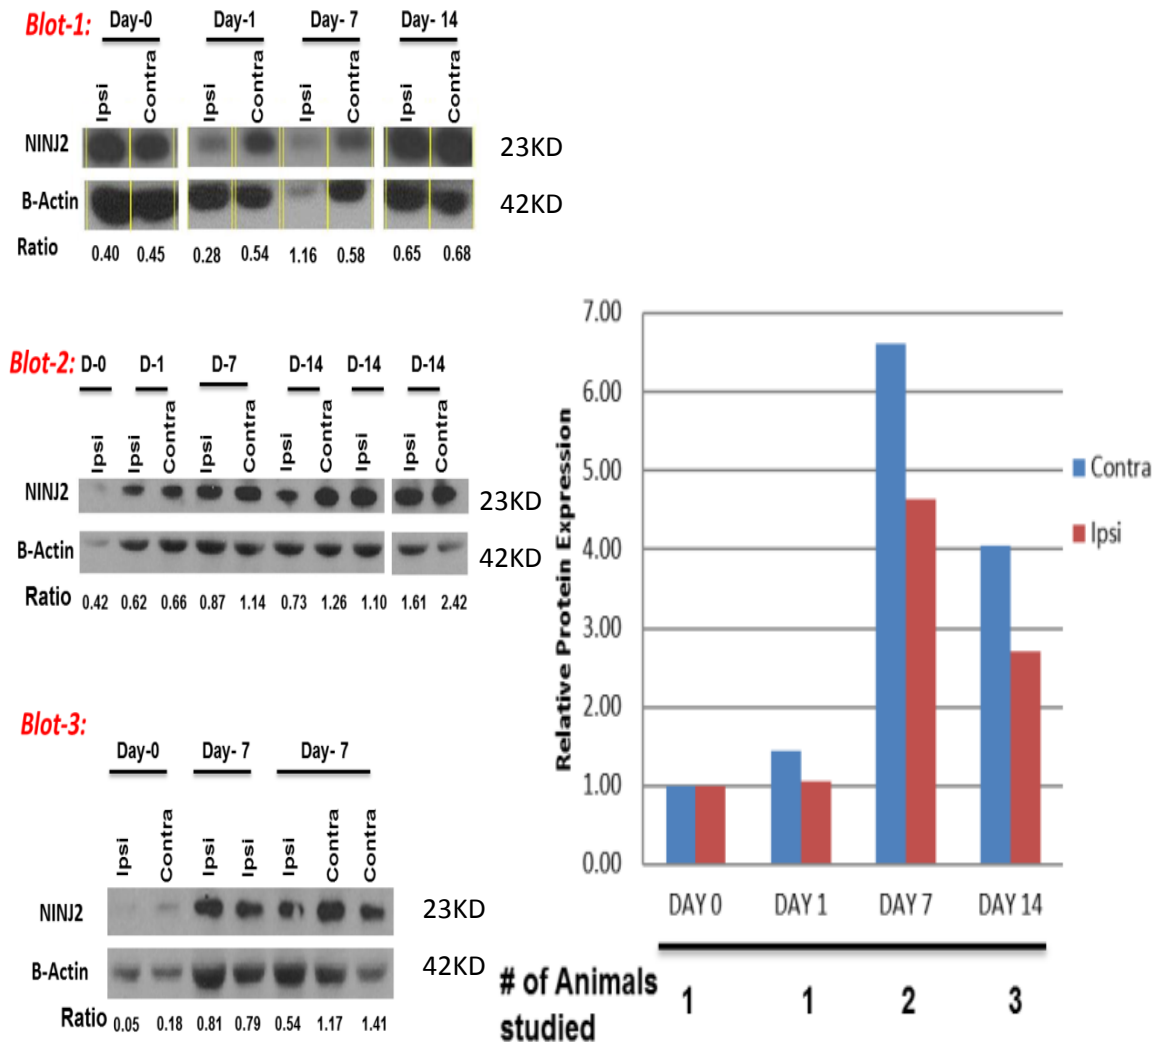 Blot-1: Day-0 Day-1 Day- 7 Day- 14
Ipsi Contra Ipsi Contra Ipsi Contra Ipsi Contra
NINJ2 23KD
B-Actin 42KD
Ratio 0.40 0.45 0.28 0.54 1.16 0.58 0.65 0.68
Blot-2: D-0 D-1 D-7 D-14 D-14 D-14
Ipsi Ipsi Contra Ipsi Contra Ipsi Contra Ipsi Ipsi Contra
NINJ2 23KD
B-Actin 42KD
Ratio 0.42 0.62 0.66 0.87 1.14 0.73 1.26 1.10 1.61 2.42
Blot-3:
Day-0 Day- 7 Day- 7
Ipsi Contra Ipsi Ipsi Ipsi Contra Contra
NINJ2 23KD
B-Actin 42KD
Ratio 0.05 0.18 0.81 0.79 0.54 1.17 1.41
Relative Protein Expression
7.00
6.00
5.00
4.00
3.00
2.00
1.00
0.00
Contra
Ipsi
DAY 0 DAY 1 DAY 7 DAY 14
# of Animals
studied
1 1 2 3